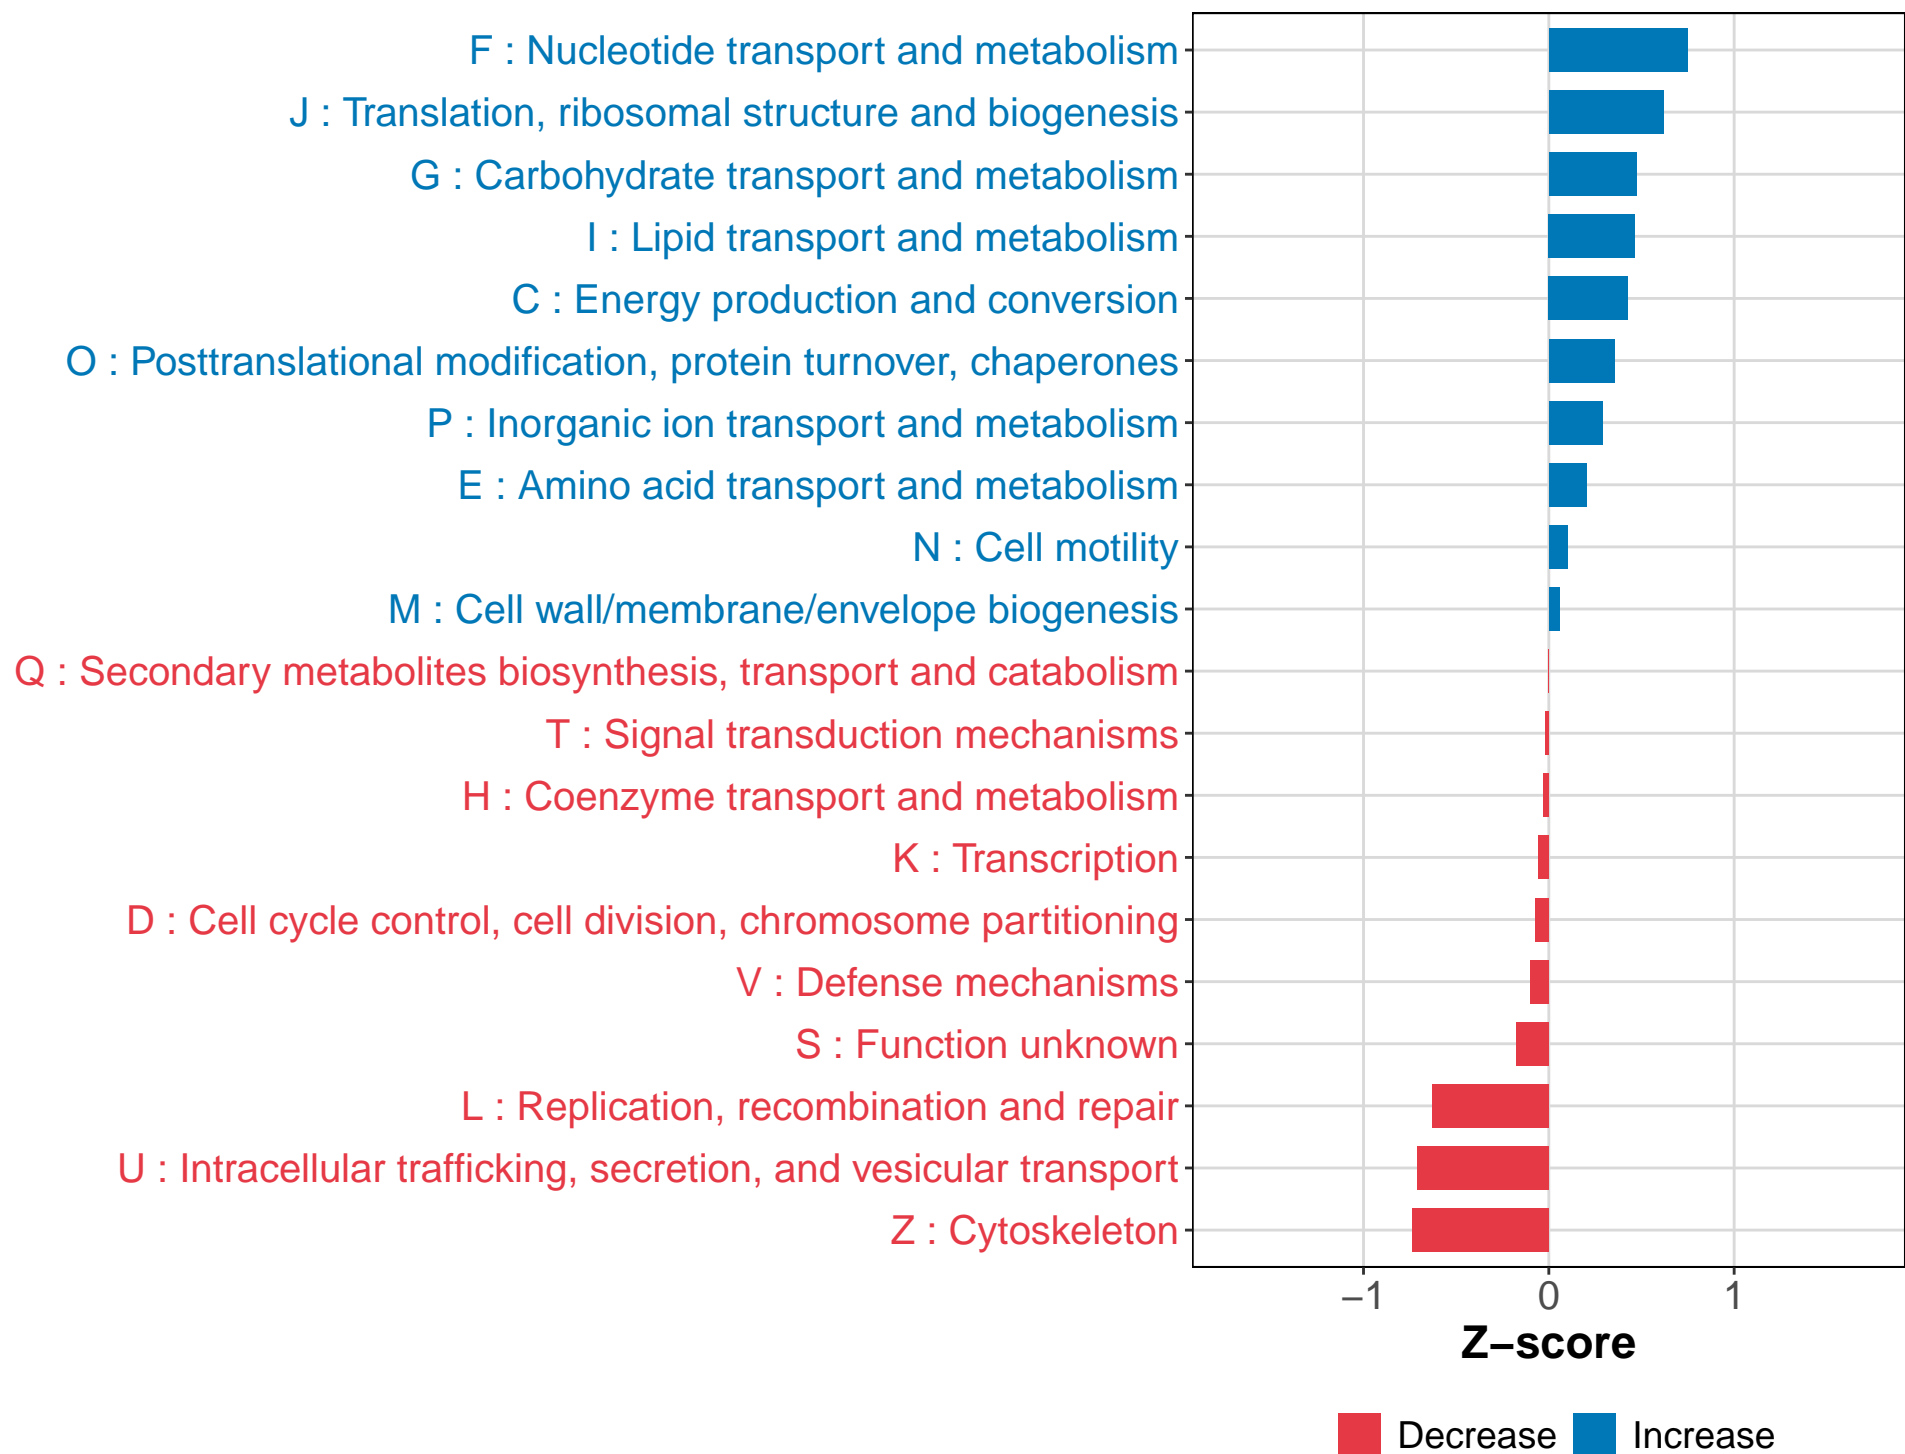 F : Nucleotide transport and metabolism
J : Translation, ribosomal structure and biogenesis
G : Carbohydrate transport and metabolism
I : Lipid transport and metabolism
C : Energy production and conversion
O : Posttranslational modification, protein turnover, chaperones
P : Inorganic ion transport and metabolism
E : Amino acid transport and metabolism
N : Cell motility
M : Cell wall/membrane/envelope biogenesis
Q : Secondary metabolites biosynthesis, transport and catabolism
T : Signal transduction mechanisms
H : Coenzyme transport and metabolism
K : Transcription
D : Cell cycle control, cell division, chromosome partitioning
V : Defense mechanisms
S : Function unknown
L : Replication, recombination and repair
U : Intracellular trafficking, secretion, and vesicular transport
Z : Cytoskeleton
−1 0 1
Z−score
Decrease Increase